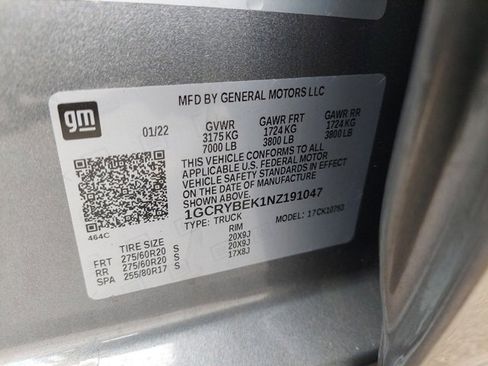 MFD BY GENERAL MOTORS LLC
gm
01/22
GVWR GAWR FRT GAWR RR
3175 KG 1724 KG 1724 KG
7000 LB 3800 LB 3800 LB
THIS VEHICLE CONFORMS TO ALL
APPLICABLE U.S. FEDERAL MOTOR
VEHICLE SAFETY STANDARDS IN EFFECT
ON THE DATE OF MANUFACTURE
SHOWN ABOVE.
1GCRYBEK1NZ191047
TYPE: TRUCK MODEL: 17CK10753
464C
TIRE SIZE RIM
FRT 275/60R20 S 20X9J
RR 275/60R20 S 20X9J
SPA 255/80R17 S 17X8J